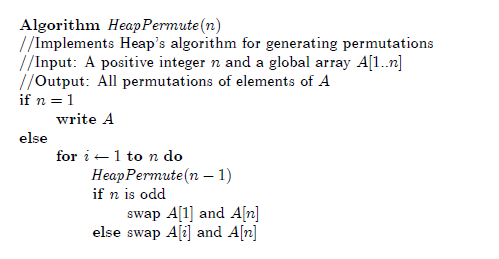 Algorithm HeapPermute(n)
//Implements Heap's algorithm for generating permutations
//Input: A positive integer n and a global array A[1..n]
//Output: All permutations of elements of A
if n = 1
write A
else
for i ← 1 to n do
HeapPermute(n − 1)
if n is odd
swap A[1] and A[n]
else swap A[i] and A[n]